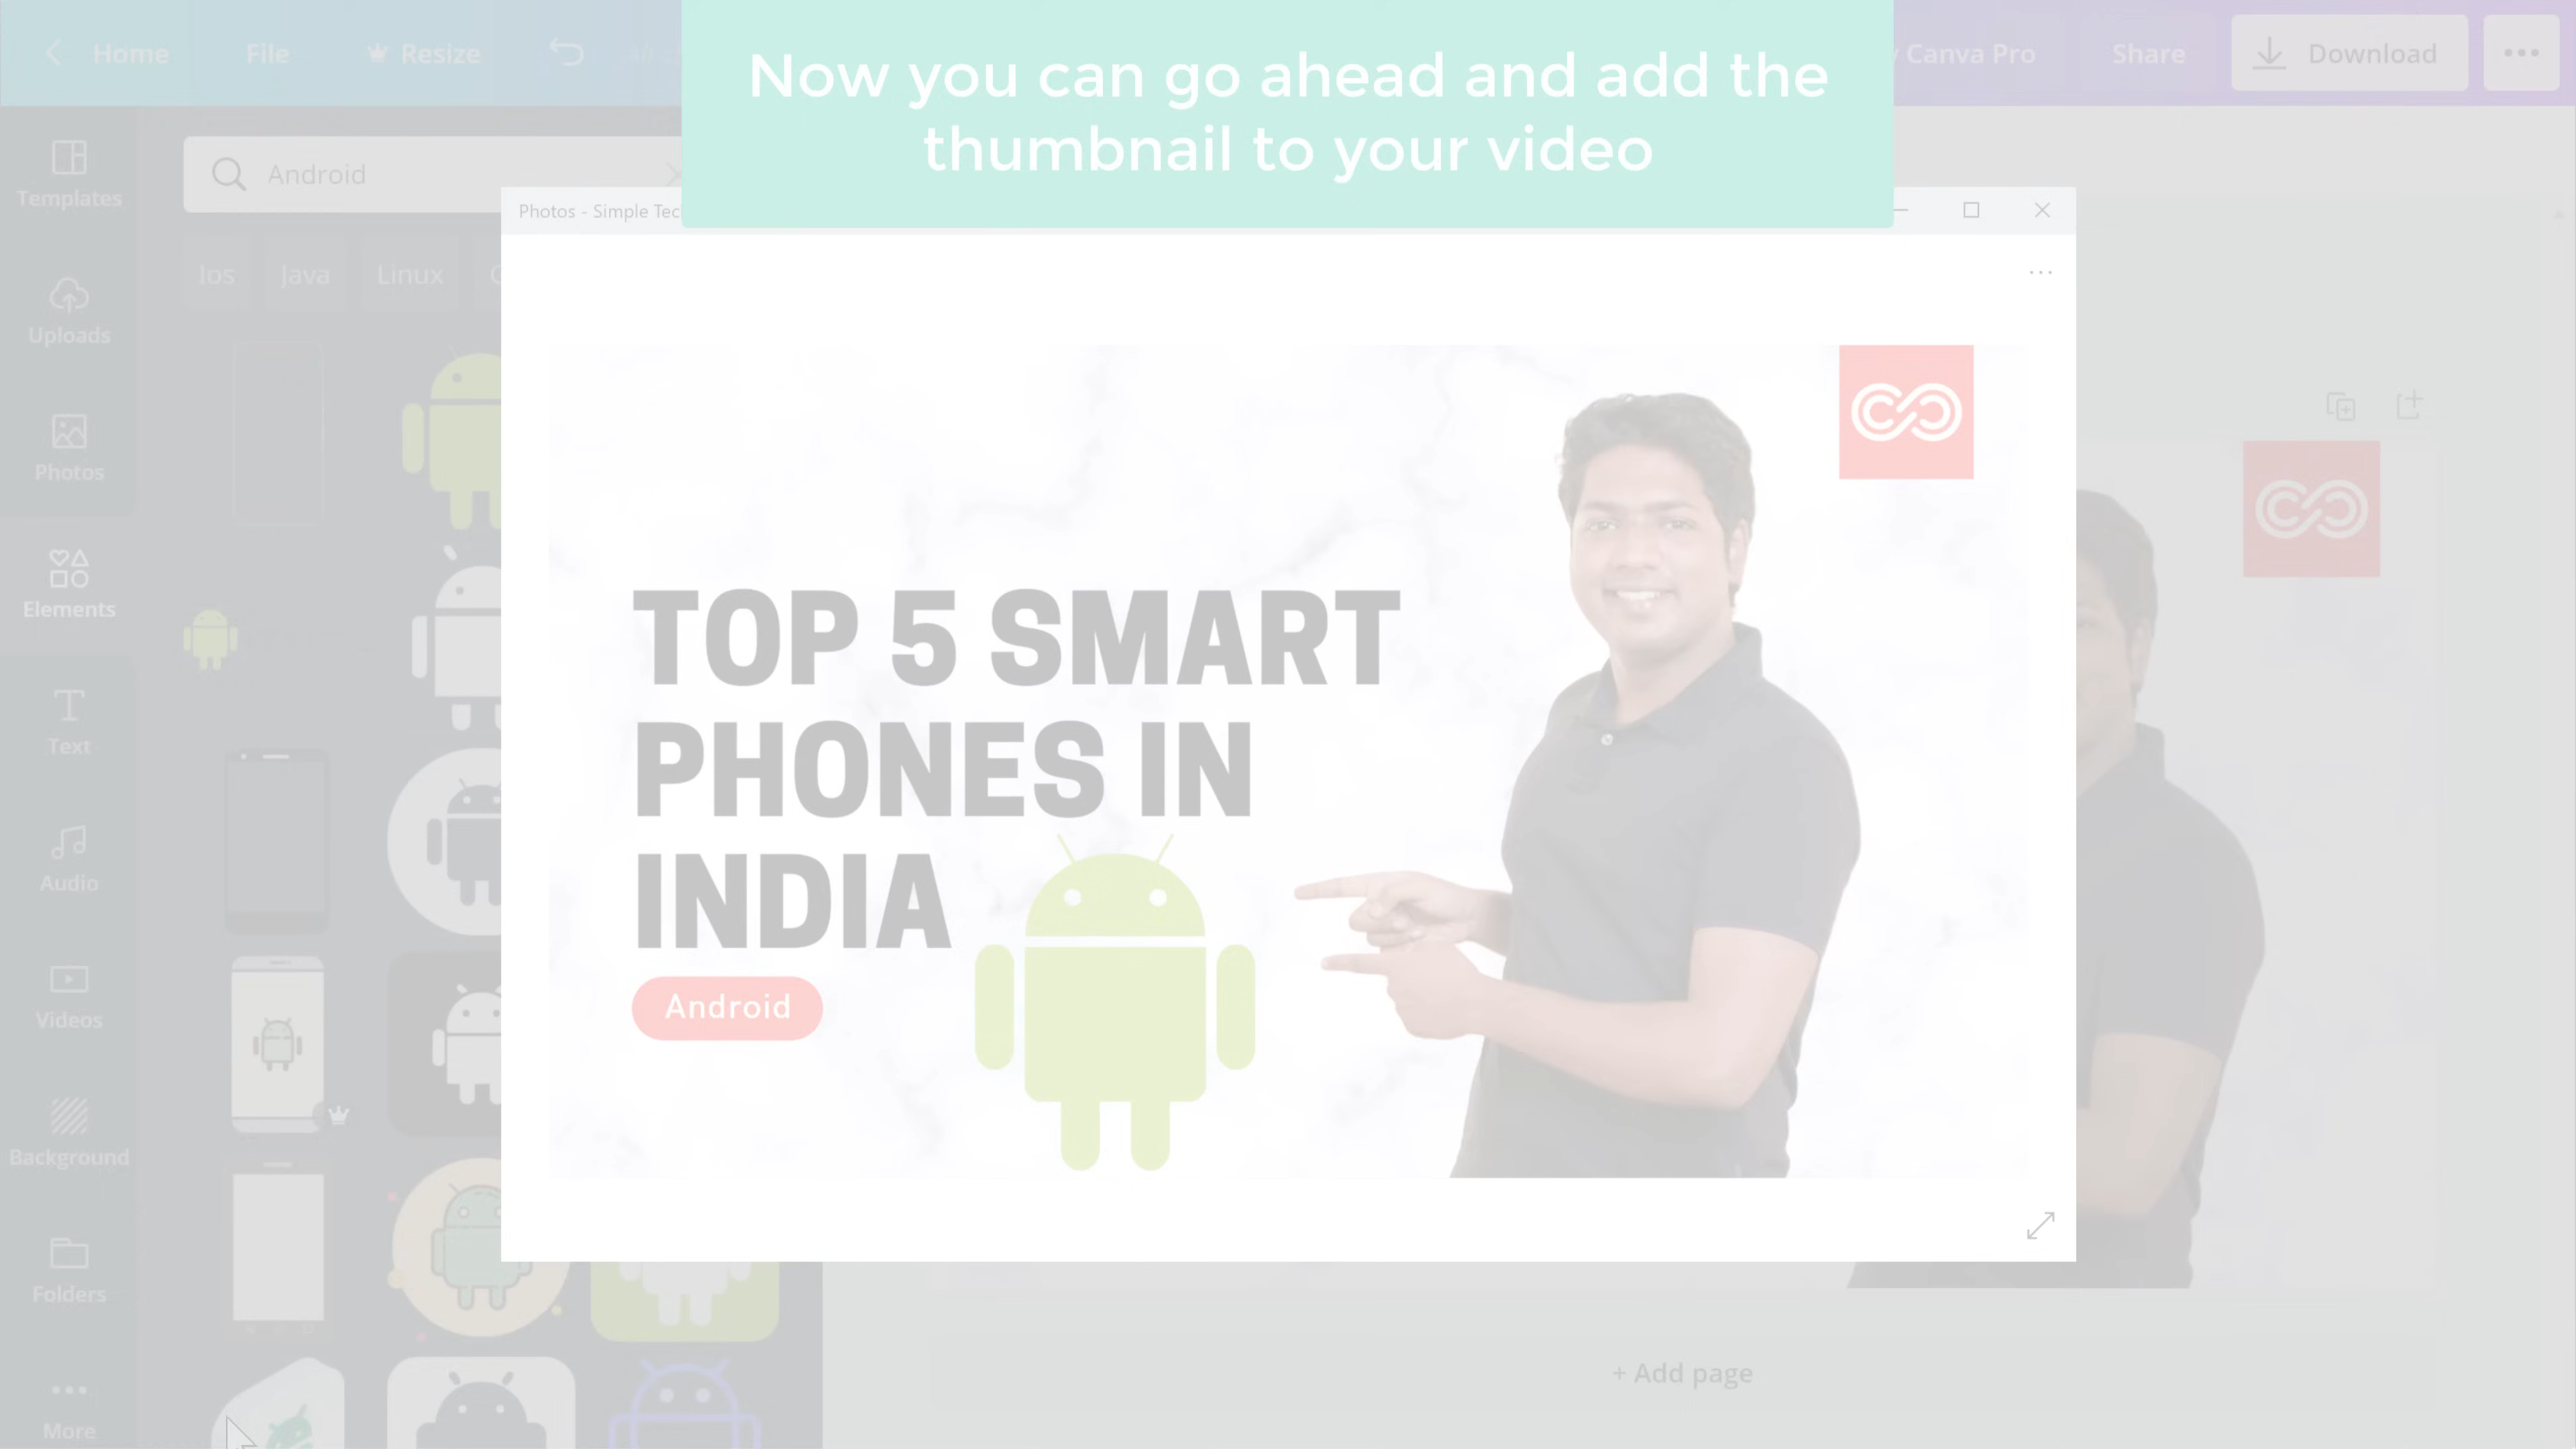 Home
File
Resize
Now you can go ahead and add the
thumbnail to your video
Canva Pro
Share
Download
Templates
Uploads
Photos
Elements
Text
Audio
Videos
Background
Folders
More
Android
Ios
Java
Linux
Photos - Simple Tec
TOP 5 SMART
PHONES IN
INDIA
Android
+ Add page